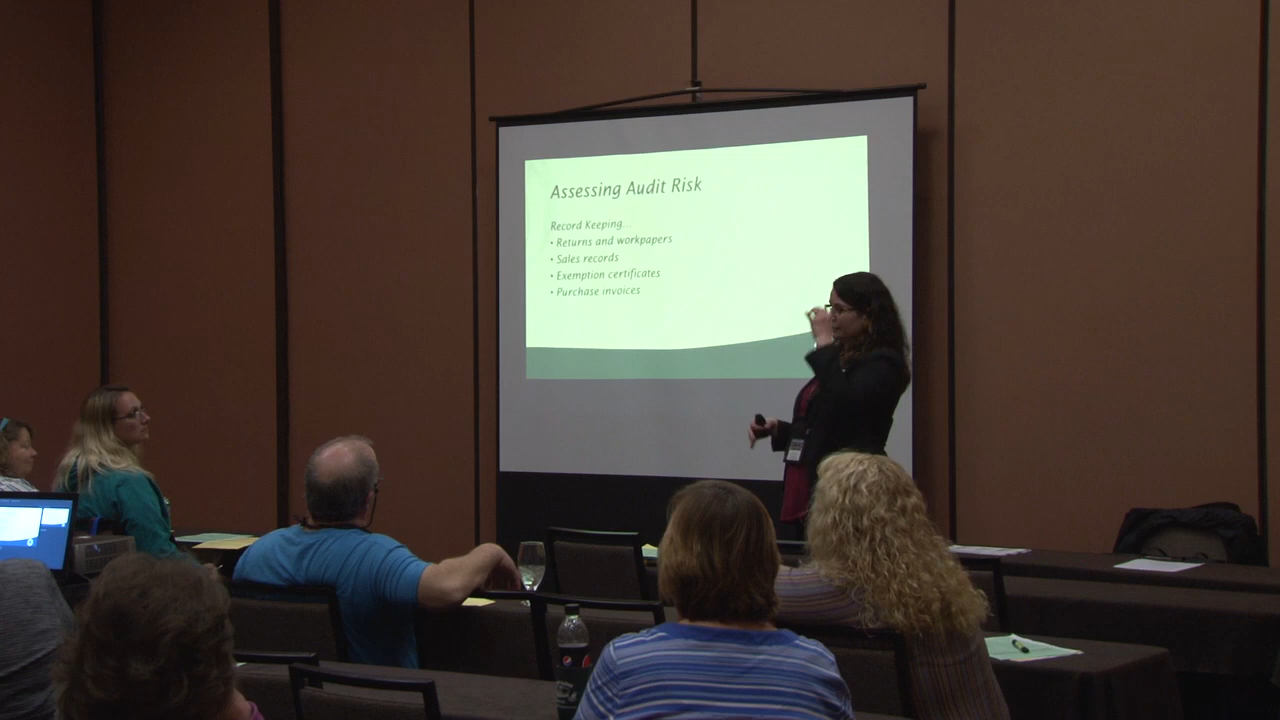 Assessing Audit Risk
Record Keeping...
• Returns and workpapers
• Sales records
• Exemption certificates
• Purchase invoices